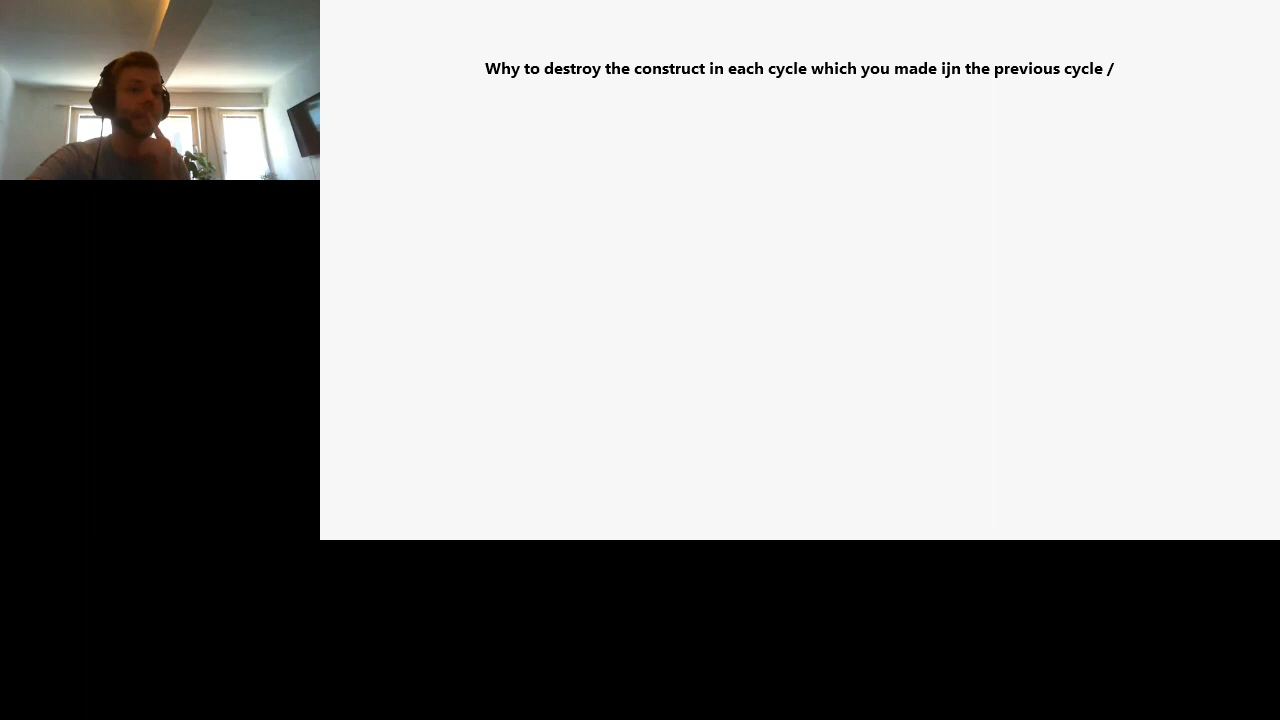 Why to destroy the construct in each cycle which you made ijn the previous cycle /